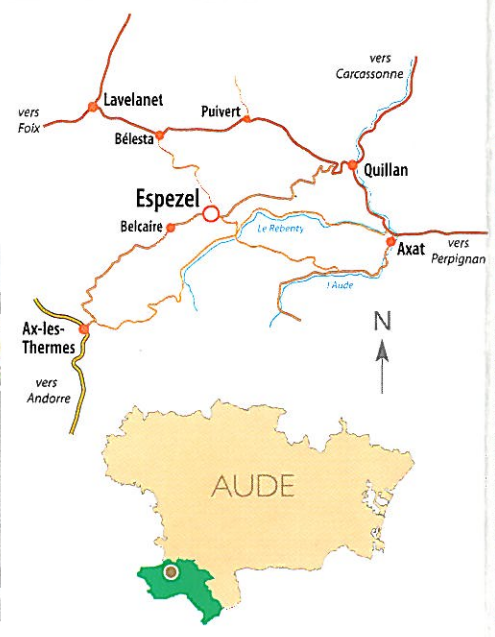 vers
Carcassonne
Lavelanet
vers
Foix
Puivert
Bélesta
Quillan
Espezel
Belcaire
Le Rebenty
Axat
vers
Perpignan
l'Aude
Ax-les-
Thermes
N
vers
Andorre
AUDE